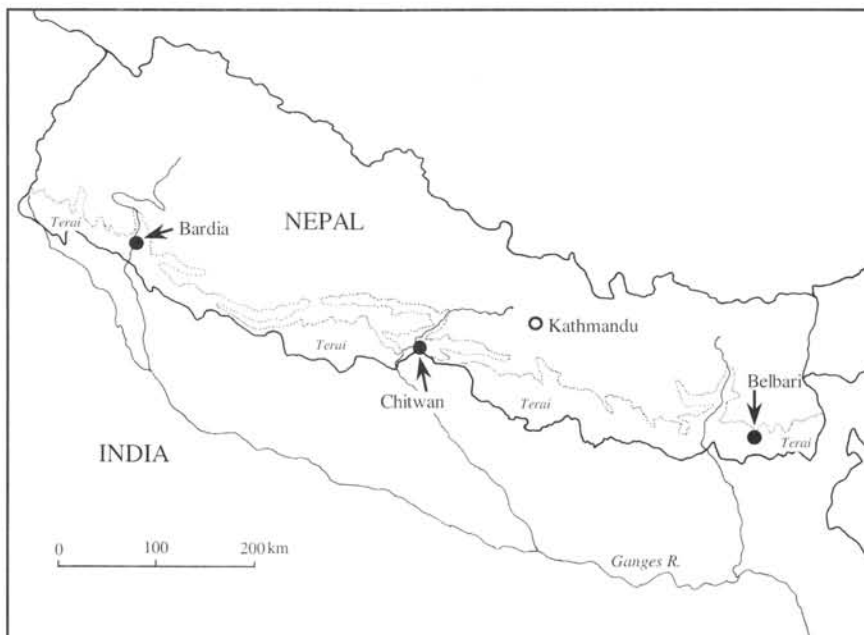 Terai
Bardia
NEPAL
Kathmandu
Terai
Chitwan
Belbari
Terai
Terai
INDIA
0 100 200 km
Ganges R.